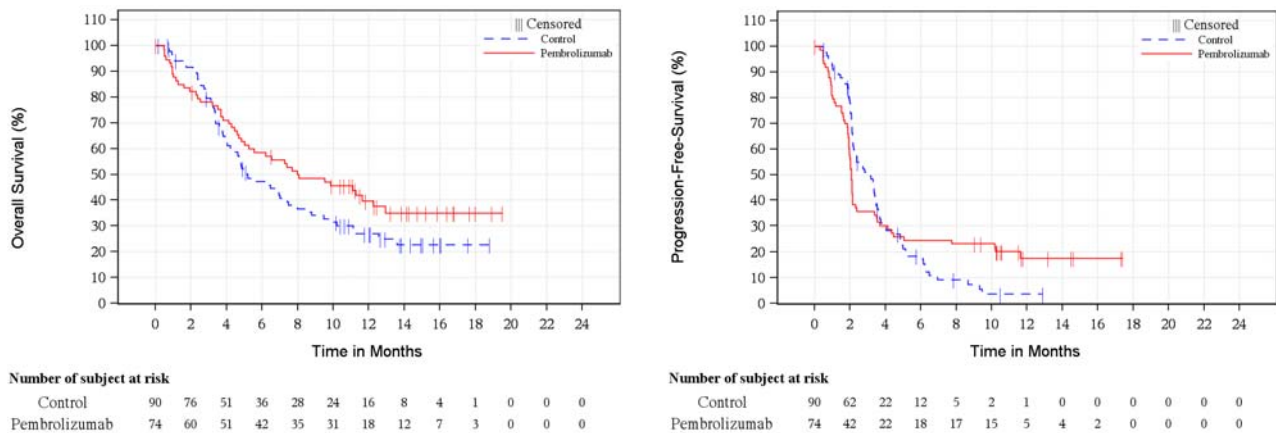 ||| Censored
Control
Pembrolizumab
Overall Survival (%)
110
100
90
80
70
60
50
40
30
20
10
0
0 2 4 6 8 10 12 14 16 18 20 22 24
Time in Months
Number of subject at risk
Control 90 76 51 36 28 24 16 8 4 1 0 0 0
Pembrolizumab 74 60 51 42 35 31 18 12 7 3 0 0 0
||| Censored
Control
Pembrolizumab
Progression-Free-Survival (%)
110
100
90
80
70
60
50
40
30
20
10
0
0 2 4 6 8 10 12 14 16 18 20 22 24
Time in Months
Number of subject at risk
Control 90 62 22 12 5 2 1 0 0 0 0 0 0
Pembrolizumab 74 42 22 18 17 15 5 4 2 0 0 0 0